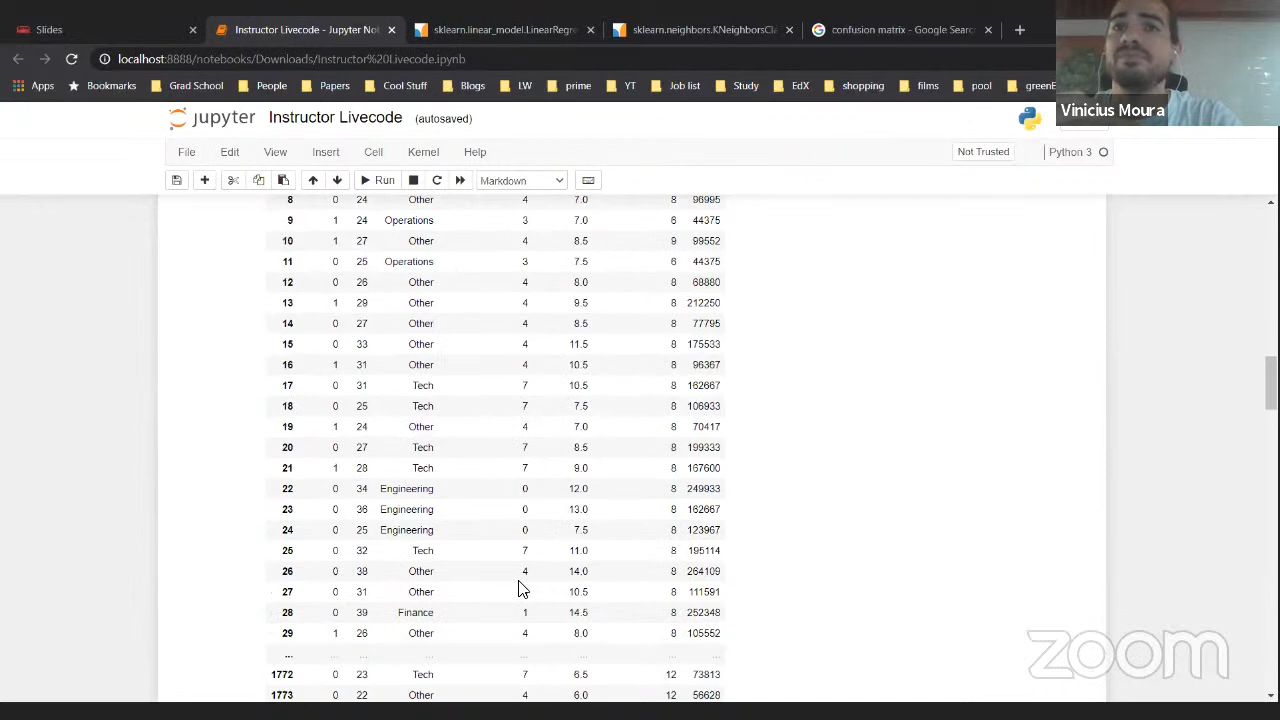 Slides
Instructor Livecode - Jupyter Not
sklearn.linear_model.LinearRegre
sklearn.neighbors.KNeighborsCla
confusion matrix - Google Search
localhost:8888/notebooks/Downloads/Instructor%20Livecode.ipynb
Apps Bookmarks Grad School People Papers Cool Stuff Blogs LW prime YT Job list Study EdX shopping films pool greenE
Vinicius Moura
jupyter Instructor Livecode (autosaved)
File Edit View Insert Cell Kernel Help Not Trusted Python 3
Run Markdown
8 0 24 Other 4 7.0 8 96995
9 1 24 Operations 3 7.0 6 44375
10 1 27 Other 4 8.5 9 99552
11 0 25 Operations 3 7.5 6 44375
12 0 26 Other 4 8.0 8 68880
13 1 29 Other 4 9.5 8 212250
14 0 27 Other 4 8.5 8 77795
15 0 33 Other 4 11.5 8 175533
16 1 31 Other 4 10.5 8 96367
17 0 31 Tech 7 10.5 8 162667
18 0 25 Tech 7 7.5 8 106933
19 1 24 Other 4 7.0 8 70417
20 0 27 Tech 7 8.5 8 199333
21 1 28 Tech 7 9.0 8 167600
22 0 34 Engineering 0 12.0 8 249933
23 0 36 Engineering 0 13.0 8 162667
24 0 25 Engineering 0 7.5 8 123967
25 0 32 Tech 7 11.0 8 195114
26 0 38 Other 4 14.0 8 264109
27 0 31 Other 10.5 8 111591
28 0 39 Finance 1 14.5 8 252348
29 1 26 Other 4 8.0 8 105552
... ... ... ... ... ... ... ...
1772 0 23 Tech 7 6.5 12 73813
1773 0 22 Other 4 6.0 12 56628
zoom